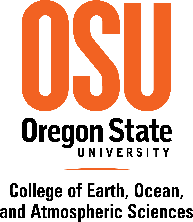 OSU
Oregon State
UNIVERSITY
College of Earth, Ocean,
and Atmospheric Sciences